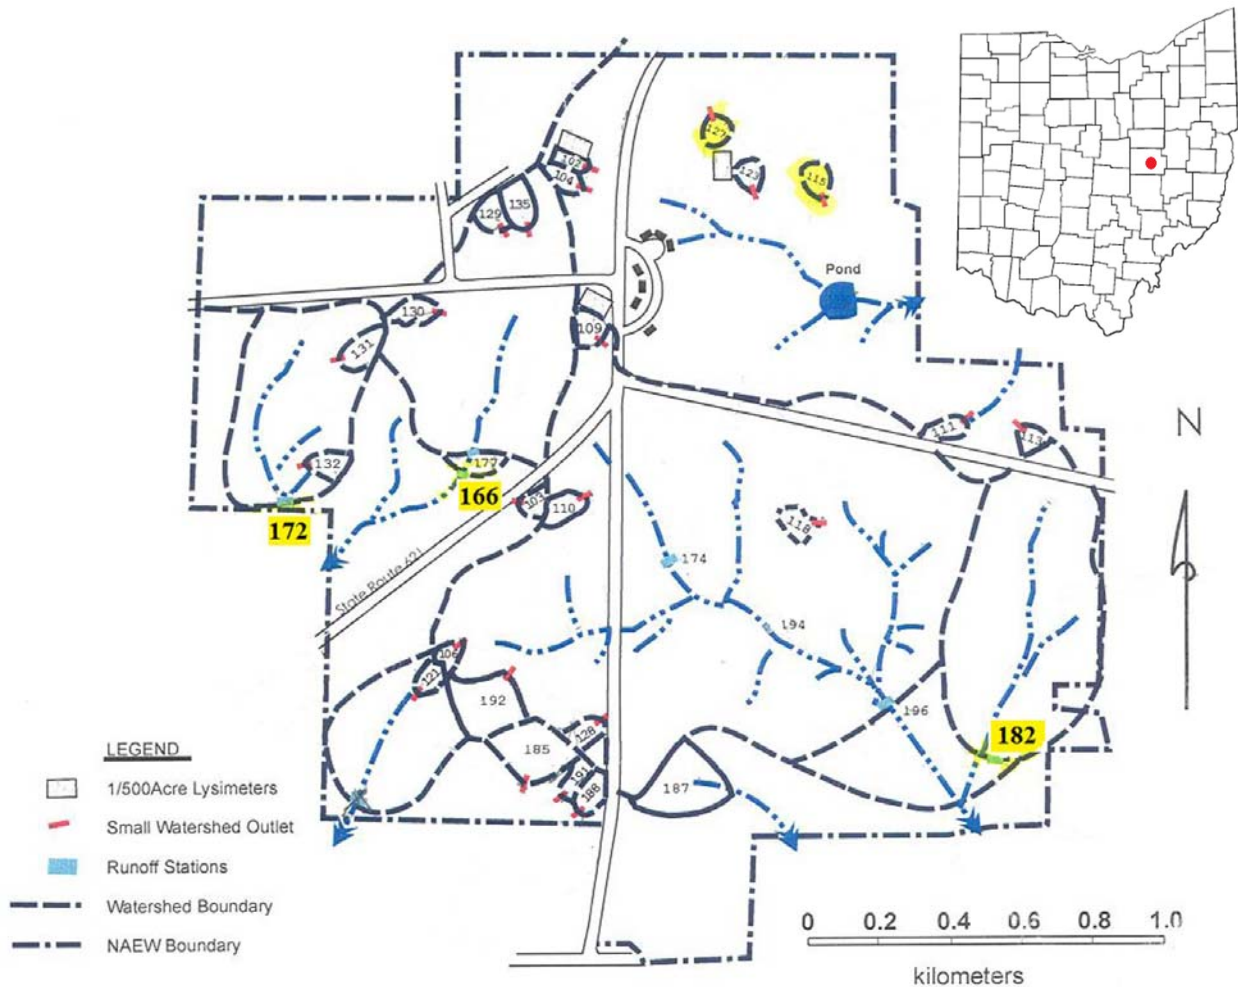 127
102
123
115
104
135
129
Pond
130
109
131
111
113
132
177
166
103
110
172
118
174
State Route 621
194
106
121
192
196
128
182
185
191
187
188
N
LEGEND
1/500Acre Lysimeters
Small Watershed Outlet
Runoff Stations
Watershed Boundary
NAEW Boundary
0 0.2 0.4 0.6 0.8 1.0
kilometers